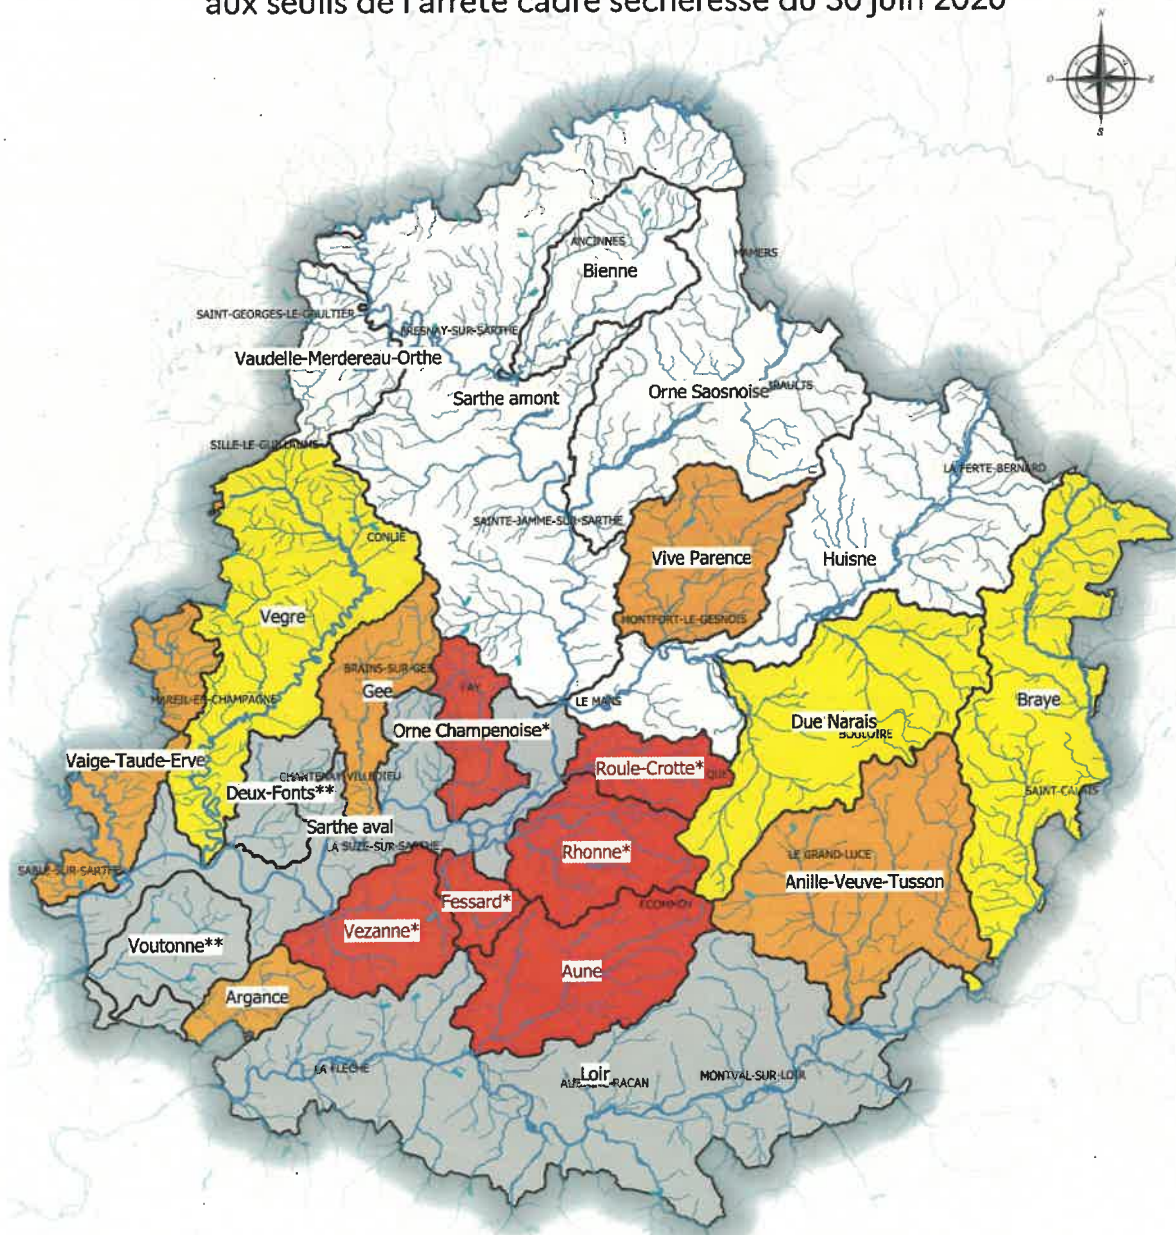 aux seuils de l'arrêté cadre sécheresse du 30 juin 2020
N
S
ANCINNES
Bienne
MAMERS
SAINT-GEORGES-LE-GAULTIER
FRESNAY-SUR-SARTHE
Vaudelle-Merdereau-Orthe
Sarthe amont
Orne Saosnoise
SILLE-LE-GUILLAUME
LA FERTE-BERNARD
SAINTE-JAMME-SUR-SARTHE
CONLIE
Vive Parence
Huisne
Vegre
MONTFORT-LE-GESNOIS
BRAINS-SUR-GEE
FAY
Gee
MAREIL-EN-CHAMPAGNE
LE MANS
Braye
Orne Champenoise*
Due Narais
BOULOIRE
Vaige-Taude-Erve
Roule-Crotte*
CHANTENAY-VILLEDIEU
Deux-Fonts**
SAINT-CALAIS
Sarthe aval
LA SUZE-SUR-SARTHE
Rhonne*
LE GRAND-LUCE
SABLE-SUR-SARTHE
Anille-Veuve-Tusson
Fessard*
ECOMMOY
Vezanne*
Voutonne**
Aune
Argance
LA FLECHE
Loir
MONTVAL-SUR-LOIR